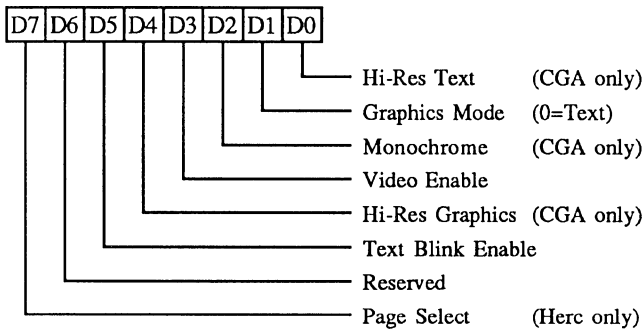 D7 D6 D5 D4 D3 D2 D1 D0
Hi-Res Text (CGA only)
Graphics Mode (0=Text)
Monochrome (CGA only)
Video Enable
Hi-Res Graphics (CGA only)
Text Blink Enable
Reserved
Page Select (Herc only)